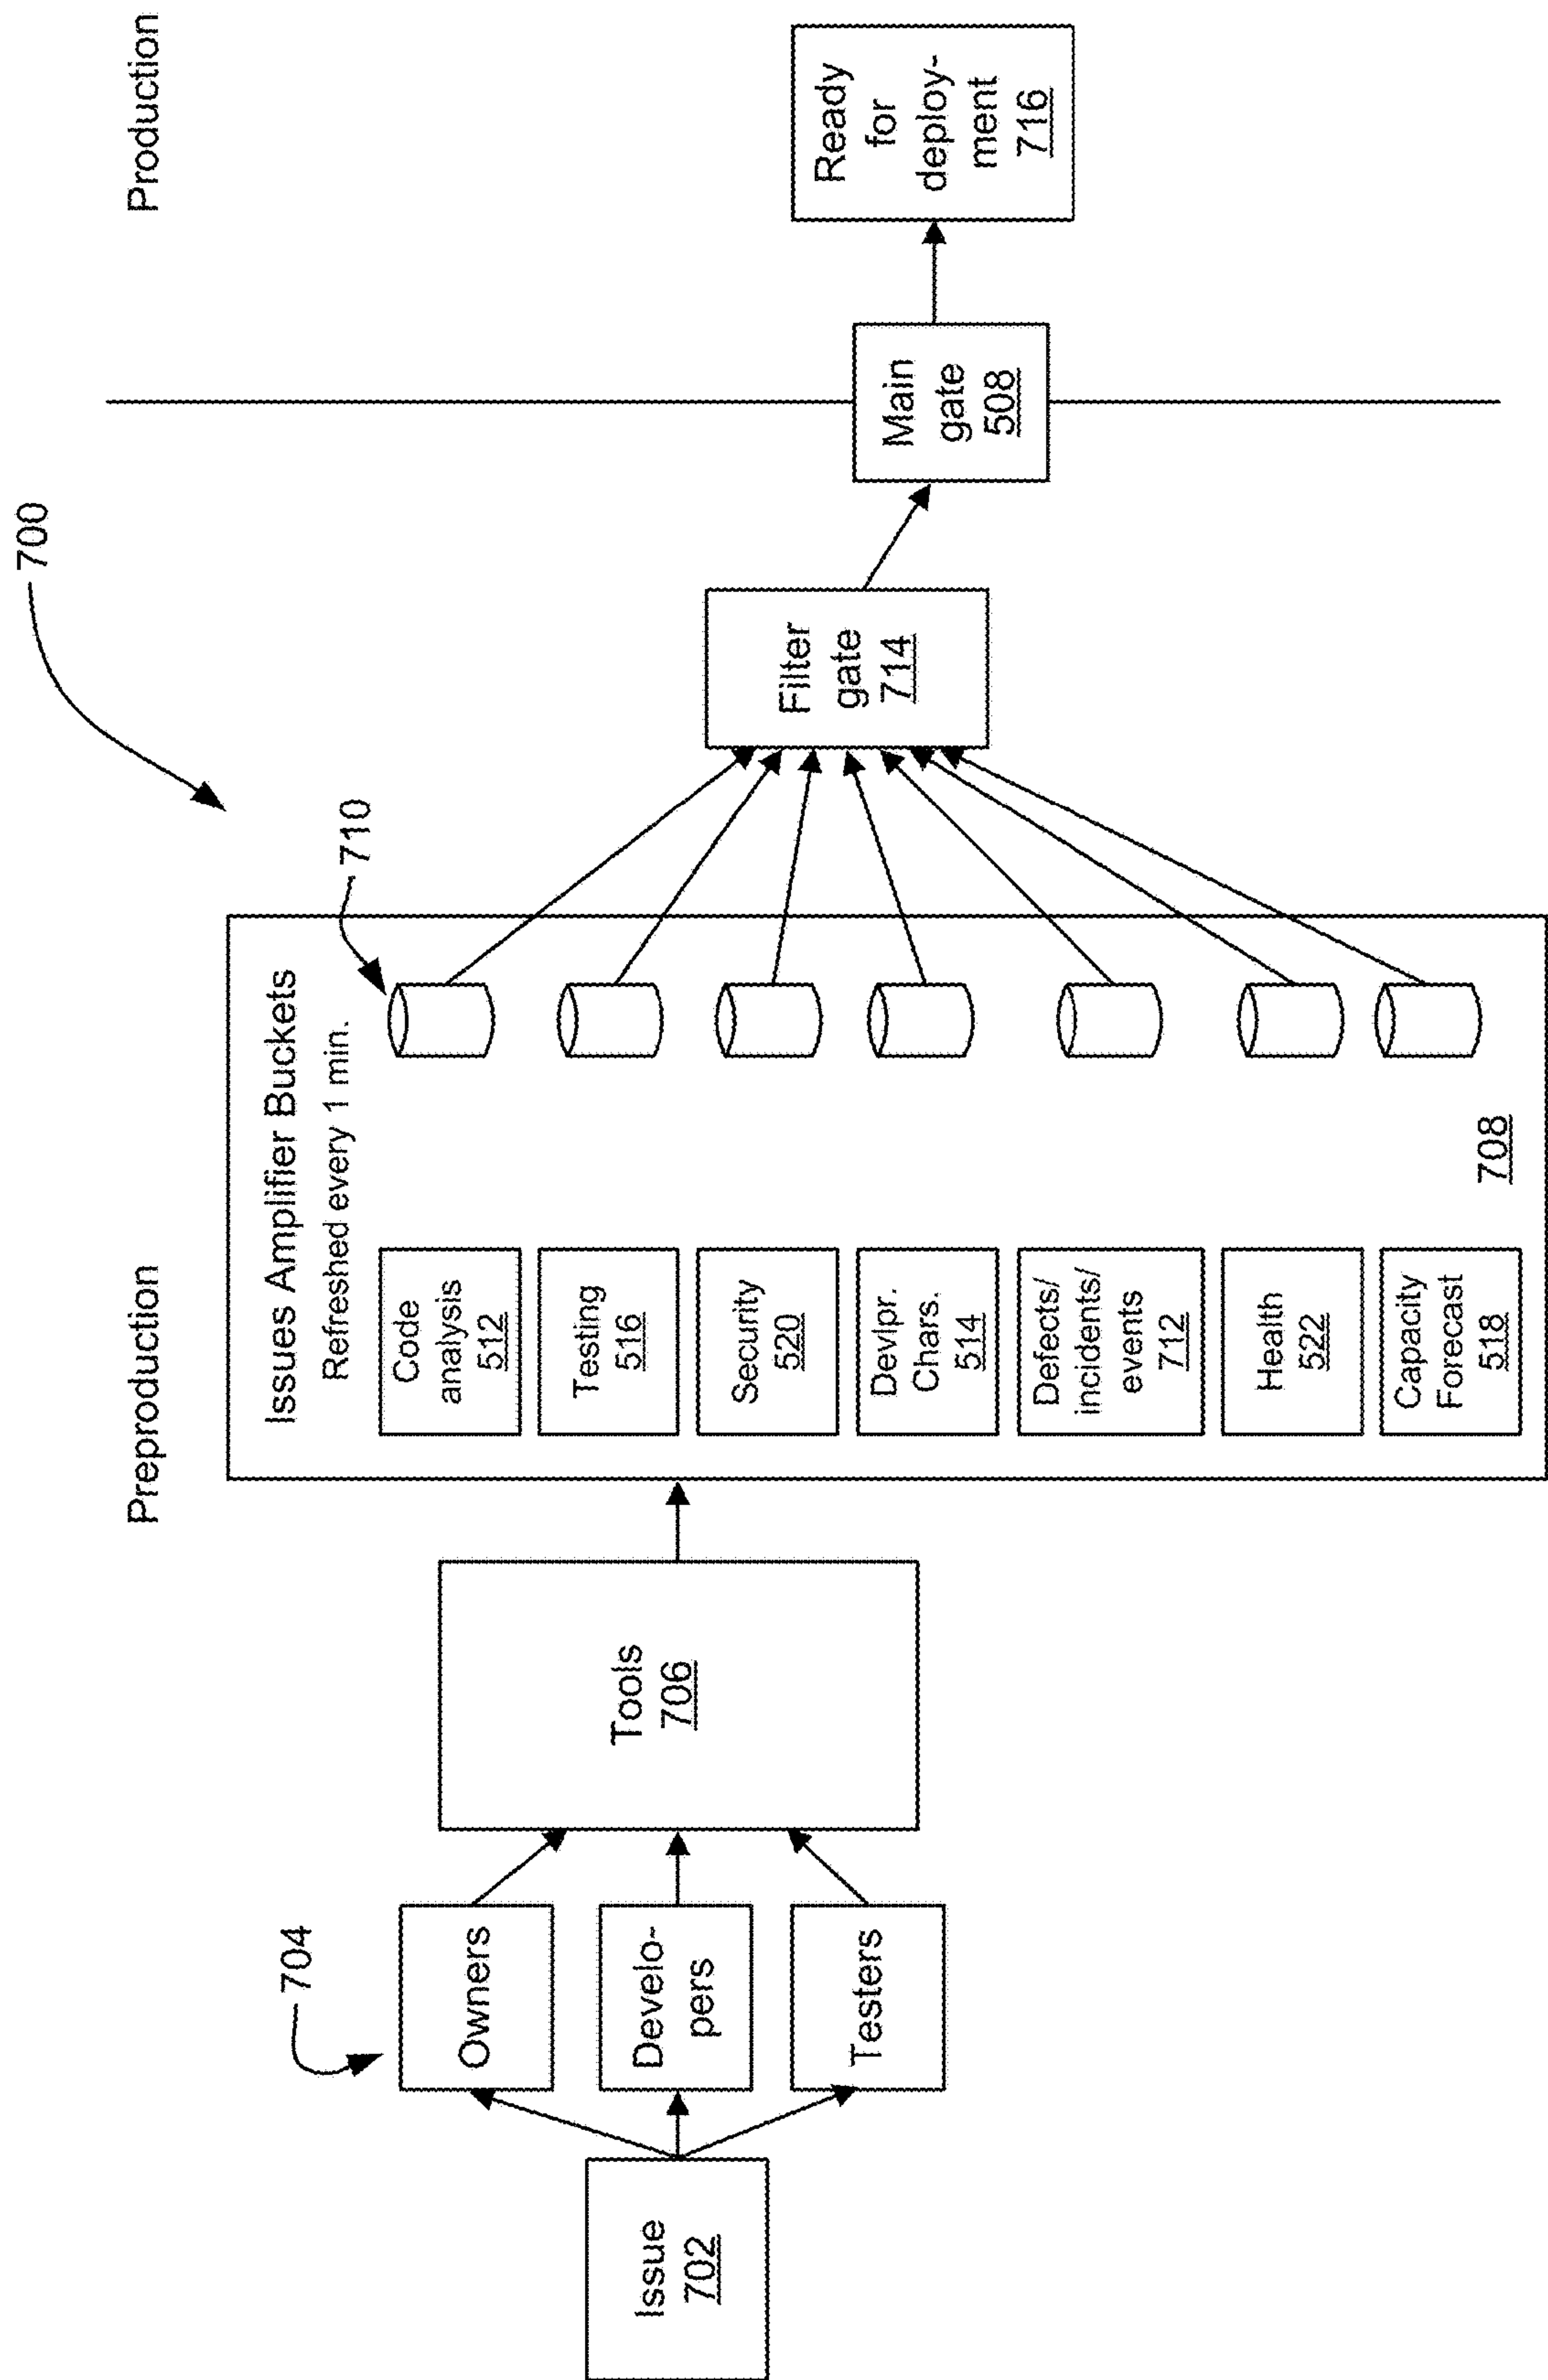 700
Preproduction
Production
Issue
702
704
Owners
Develo-
pers
Testers
Tools
706
Issues Amplifier Buckets
Refreshed every 1 min.
710
Code
analysis
512
Testing
516
Security
520
Devlpr.
Chars.
514
Defects/
incidents/
events
712
Health
522
Capacity
Forecast
518
708
Filter
gate
714
Main
gate
508
Ready
for
deploy-
ment
716